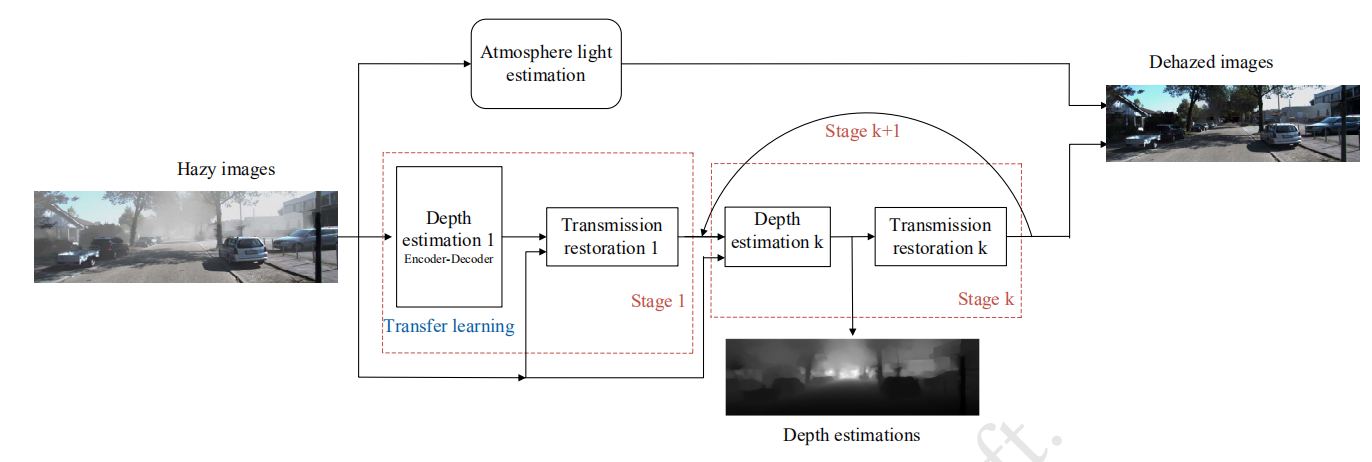 Atmosphere light
estimation
Dehazed images
Stage k+1
Hazy images
Depth
estimation 1
Encoder-Decoder
Transmission
restoration 1
Depth
estimation k
Transmission
restoration k
Stage 1
Stage k
Transfer learning
Depth estimations
ft.